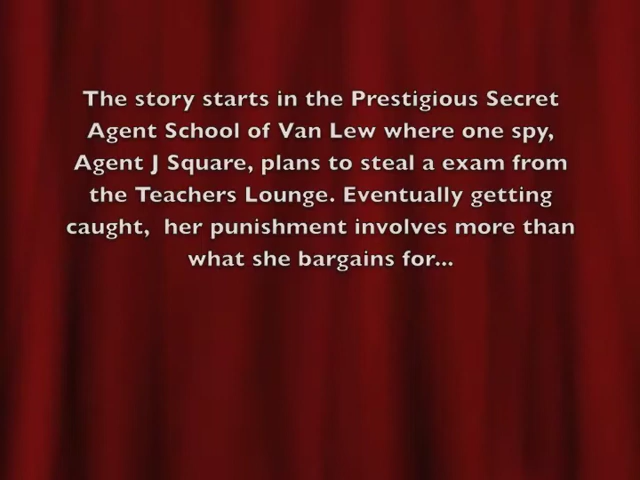 The story starts in the Prestigious Secret
Agent School of Van Lew where one spy,
Agent J Square, plans to steal a exam from
the Teachers Lounge. Eventually getting
caught,  her punishment involves more than
what she bargains for...